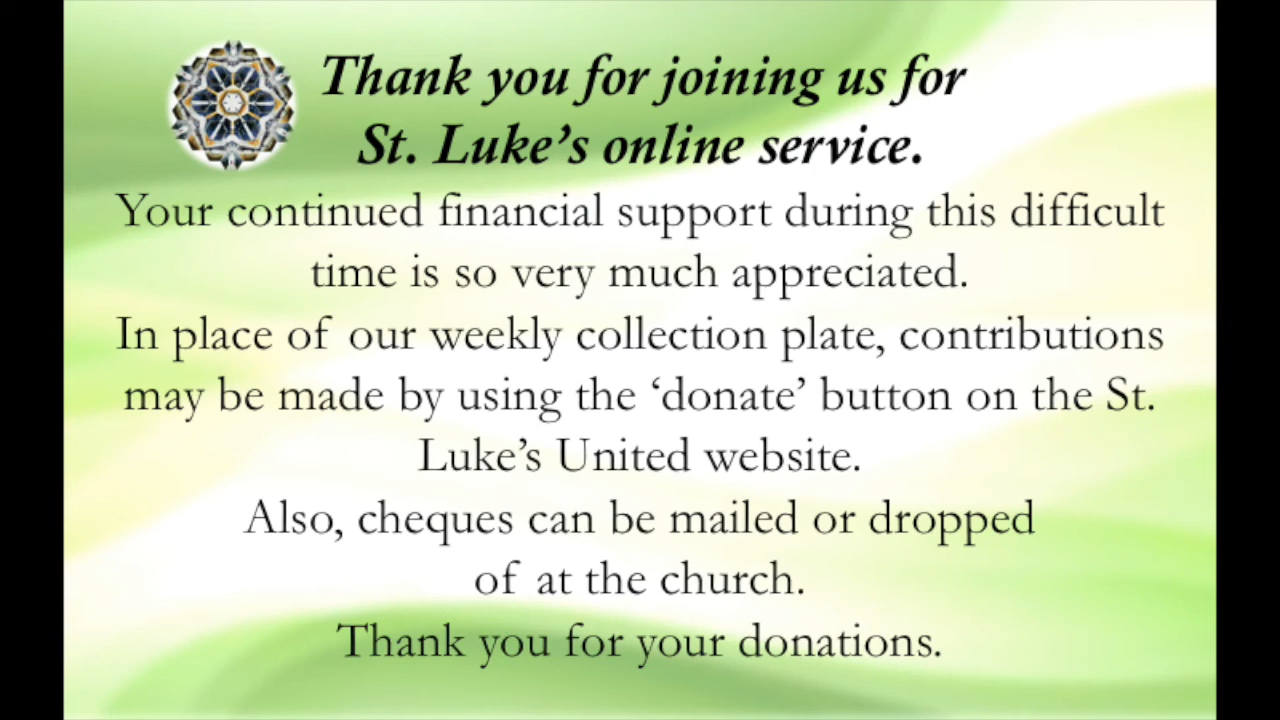 Thank you for joining us for
St. Luke’s online service.
Your continued financial support during this difficult
time is so very much appreciated.
In place of our weekly collection plate, contributions
may be made by using the ‘donate’ button on the St.
Luke’s United website.
Also, cheques can be mailed or dropped
of at the church.
Thank you for your donations.